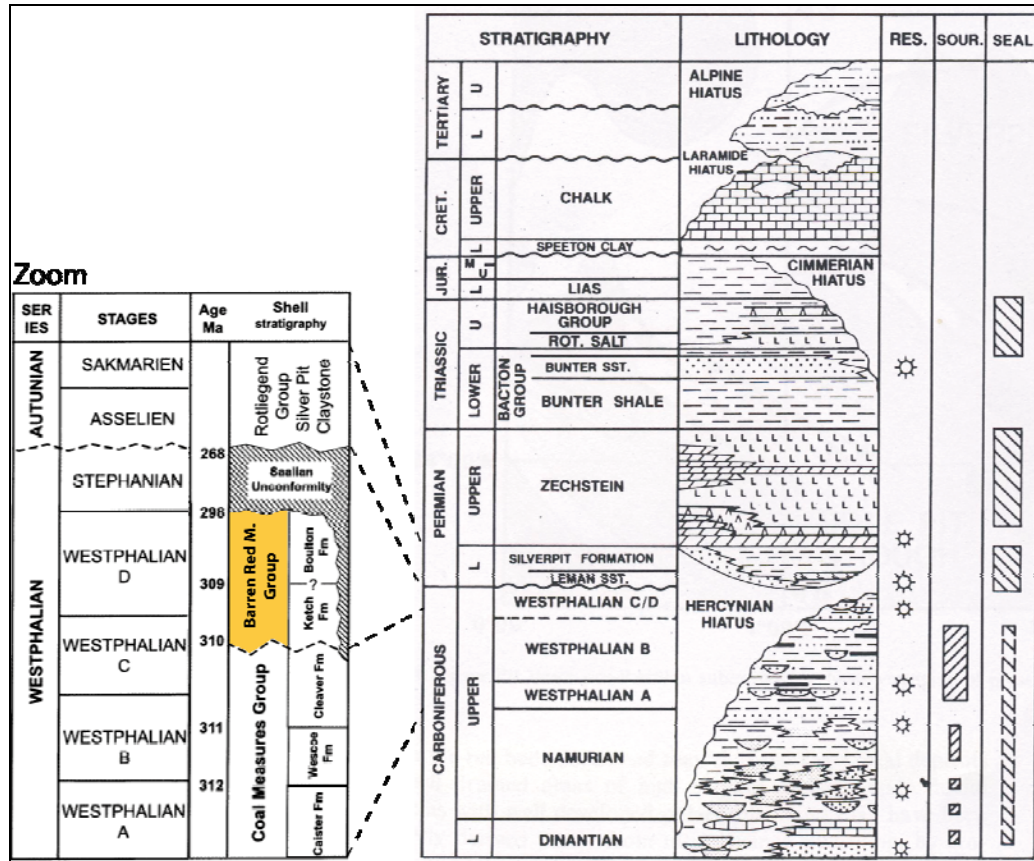 Zoom
SER
IES
STAGES
Age
Ma
Shell
stratigraphy
AUTUNIAN
SAKMARIEN
ASSELIEN
Rotliegend
Group
Silver Pit
Claystone
268
STEPHANIAN
Saalian
Unconformity
298
WESTPHALIAN
WESTPHALIAN
D
309
Barren Red M.
Group
Boulton
Fm
?
Ketch
Fm
310
WESTPHALIAN
C
Coal Measures Group
Cleaver Fm
311
WESTPHALIAN
B
Wescoe
Fm
312
WESTPHALIAN
A
Caister Fm
STRATIGRAPHY
LITHOLOGY
RES.
SOUR.
SEAL
TERTIARY
U
L
ALPINE
HIATUS
LARAMIDE
HIATUS
CRET.
UPPER
CHALK
L
SPEETON CLAY
JUR.
M
U
L
LIAS
CIMMERIAN
HIATUS
TRIASSIC
U
HAISBOROUGH
GROUP
ROT. SALT
LOWER
BACTON
GROUP
BUNTER SST.
BUNTER SHALE
PERMIAN
UPPER
ZECHSTEIN
L
SILVERPIT FORMATION
LEMAN SST.
CARBONIFEROUS
UPPER
WESTPHALIAN C/D
HERCYNIAN
HIATUS
WESTPHALIAN B
WESTPHALIAN A
NAMURIAN
L
DINANTIAN